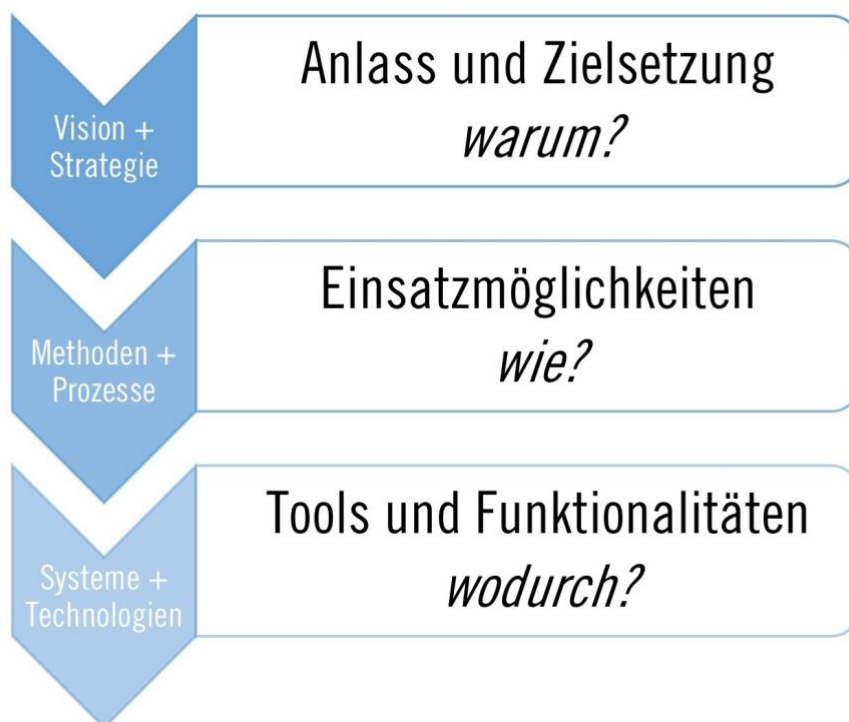 Vision +
Strategie
Anlass und Zielsetzung
warum?
Methoden +
Prozesse
Einsatzmöglichkeiten
wie?
Systeme +
Technologien
Tools und Funktionalitäten
wodurch?